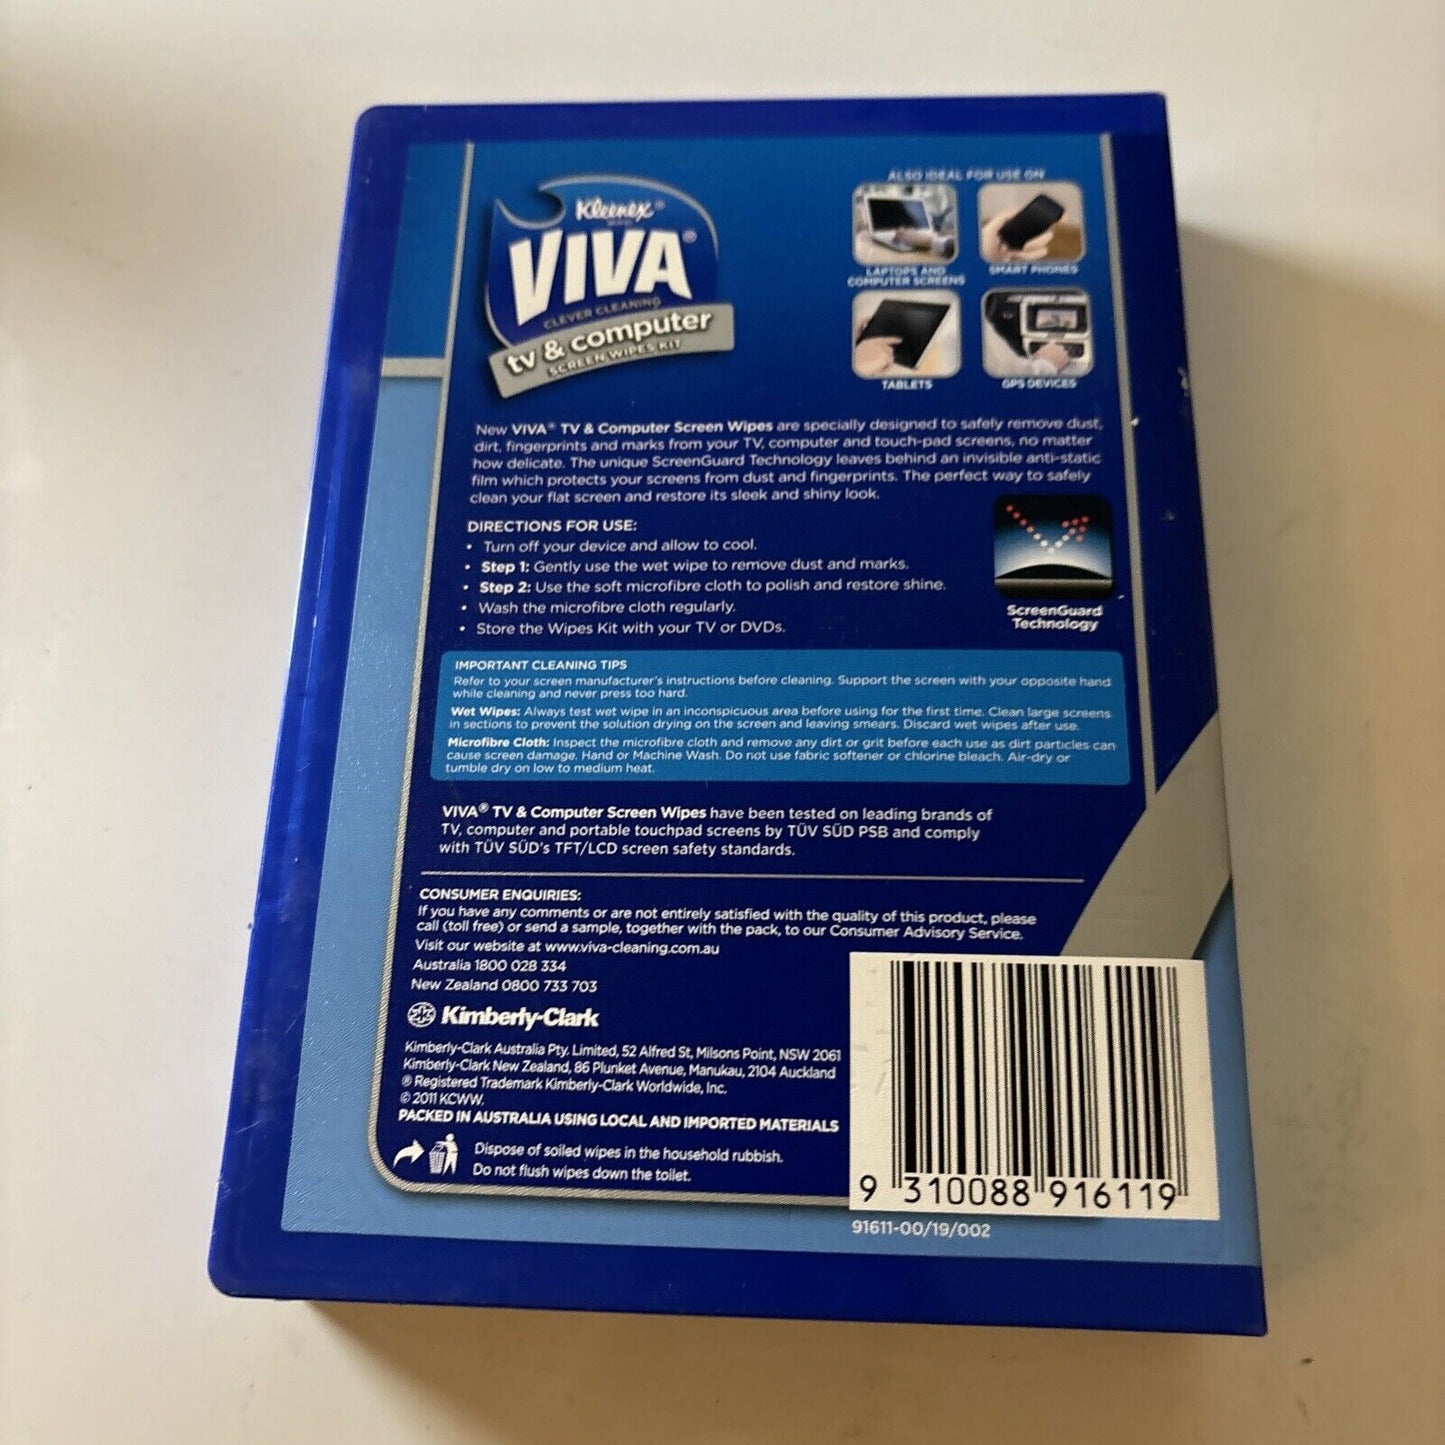 Kleenex®
VIVA®
CLEVER CLEANING
tv & computer
SCREEN WIPES KIT
ALSO IDEAL FOR USE ON
LAPTOPS AND
COMPUTER SCREENS
SMART PHONES
TABLETS
GPS DEVICES
New VIVA® TV & Computer Screen Wipes are specially designed to safely remove dust,
dirt, fingerprints and marks from your TV, computer and touch-pad screens, no matter
how delicate. The unique ScreenGuard Technology leaves behind an invisible anti-static
film which protects your screens from dust and fingerprints. The perfect way to safely
clean your flat screen and restore its sleek and shiny look.
DIRECTIONS FOR USE:
• Turn off your device and allow to cool.
• Step 1: Gently use the wet wipe to remove dust and marks.
• Step 2: Use the soft microfibre cloth to polish and restore shine.
• Wash the microfibre cloth regularly.
• Store the Wipes Kit with your TV or DVDs.
ScreenGuard
Technology
IMPORTANT CLEANING TIPS
Refer to your screen manufacturer's instructions before cleaning. Support the screen with your opposite hand
while cleaning and never press too hard.
Wet Wipes: Always test wet wipe in an inconspicuous area before using for the first time. Clean large screens
in sections to prevent the solution drying on the screen and leaving smears. Discard wet wipes after use.
Microfibre Cloth: Inspect the microfibre cloth and remove any dirt or grit before each use as dirt particles can
cause screen damage. Hand or Machine Wash. Do not use fabric softener or chlorine bleach. Air-dry or
tumble dry on low to medium heat.
VIVA® TV & Computer Screen Wipes have been tested on leading brands of
TV, computer and portable touchpad screens by TÜV SÜD PSB and comply
with TÜV SÜD's TFT/LCD screen safety standards.
CONSUMER ENQUIRIES:
If you have any comments or are not entirely satisfied with the quality of this product, please
call (toll free) or send a sample, together with the pack, to our Consumer Advisory Service.
Visit our website at www.viva-cleaning.com.au
Australia 1800 028 334
New Zealand 0800 733 703
Kimberly-Clark
Kimberly-Clark Australia Pty. Limited, 52 Alfred St, Milsons Point, NSW 2061
Kimberly-Clark New Zealand, 86 Plunket Avenue, Manukau, 2104 Auckland
® Registered Trademark Kimberly-Clark Worldwide, Inc.
© 2011 KCWW.
PACKED IN AUSTRALIA USING LOCAL AND IMPORTED MATERIALS
Dispose of soiled wipes in the household rubbish.
Do not flush wipes down the toilet.
9 310088 916119
91611-00/19/002